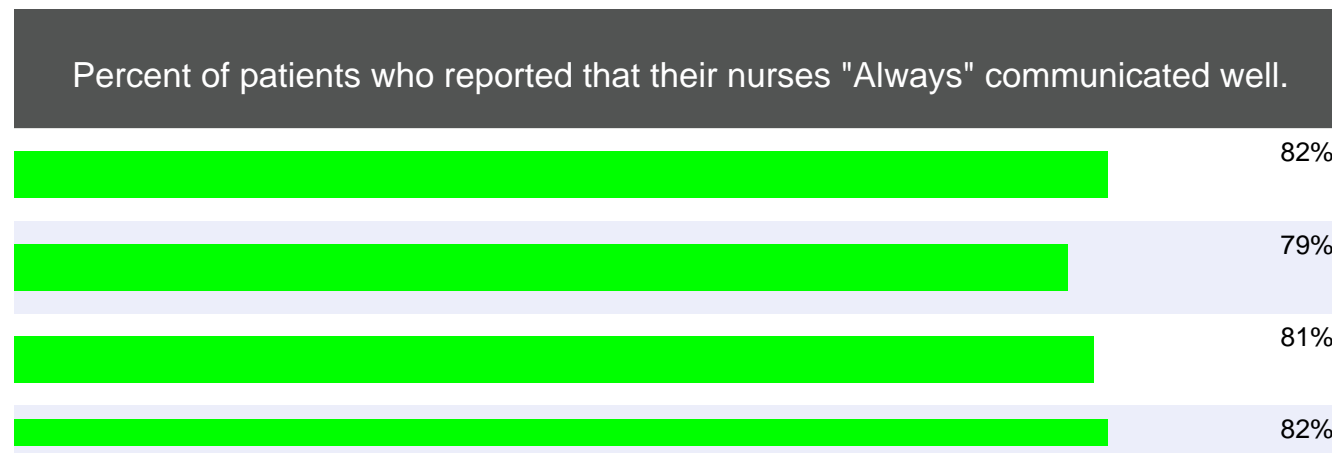 Percent of patients who reported that their nurses "Always" communicated well.
82%
79%
81%
82%